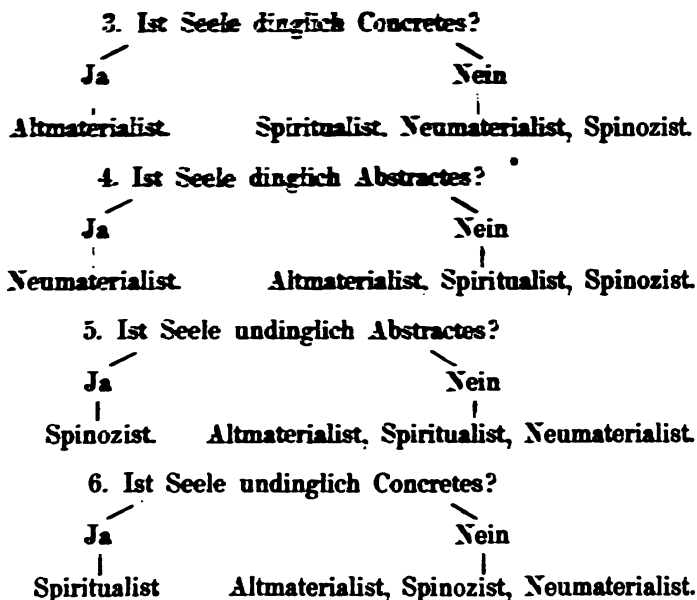 3. Ist Seele dinglich Concretes?
Ja Nein
Altmaterialist. Spiritualist, Neumaterialist, Spinozist.
4. Ist Seele dinglich Abstractes?
Ja Nein
Neumaterialist. Altmaterialist, Spiritualist, Spinozist.
5. Ist Seele undinglich Abstractes?
Ja Nein
Spinozist. Altmaterialist, Spiritualist, Neumaterialist.
6. Ist Seele undinglich Concretes?
Ja Nein
Spiritualist Altmaterialist, Spinozist, Neumaterialist.